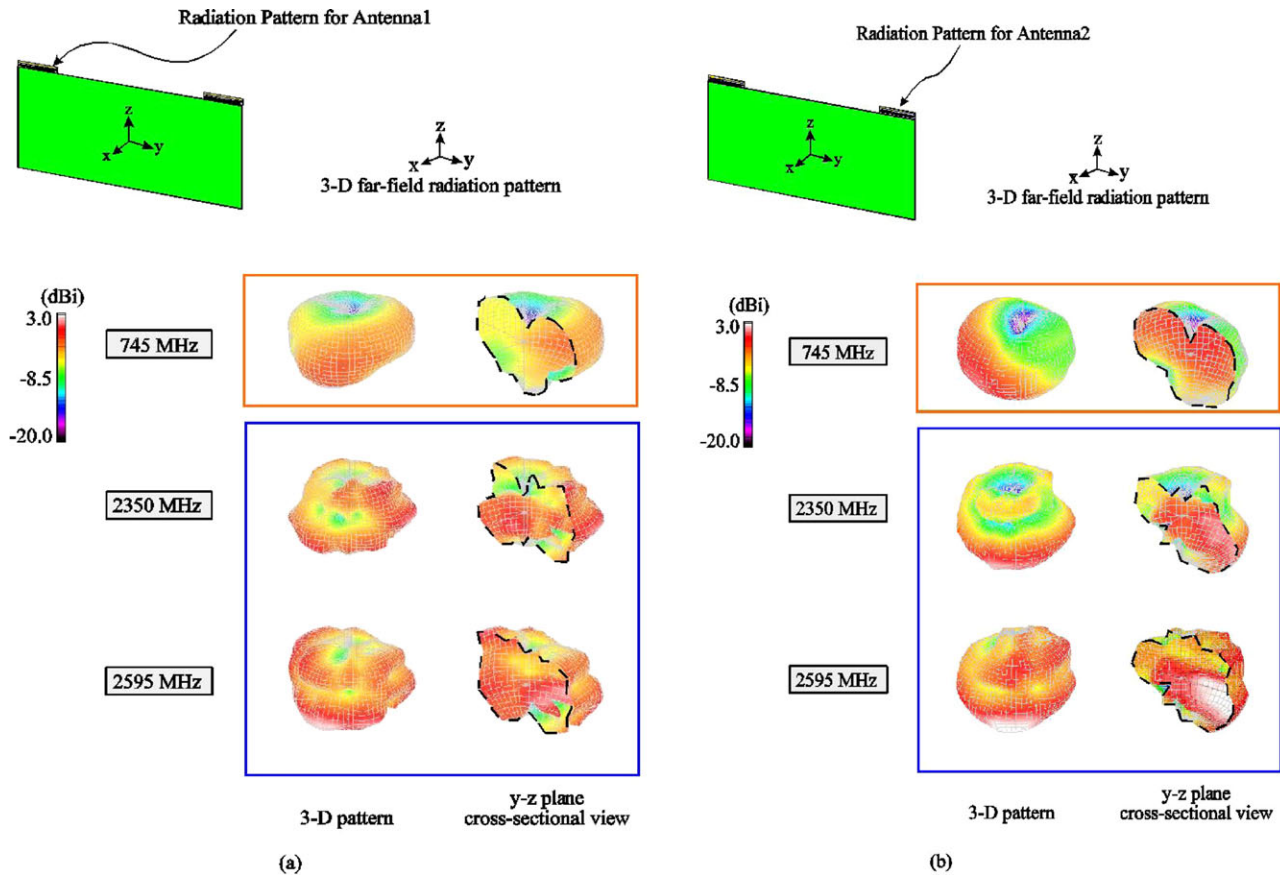 Radiation Pattern for Antenna1
z
x
y
z
x
y
3-D far-field radiation pattern
(dBi)
3.0
-8.5
-20.0
745 MHz
2350 MHz
2595 MHz
3-D pattern
y-z plane
cross-sectional view
(a)
Radiation Pattern for Antenna2
z
x
y
z
x
y
3-D far-field radiation pattern
(dBi)
3.0
-8.5
-20.0
745 MHz
2350 MHz
2595 MHz
3-D pattern
y-z plane
cross-sectional view
(b)